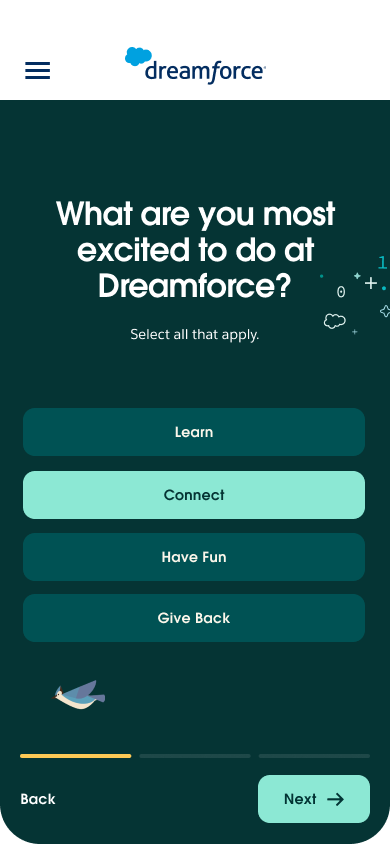 dreamforce
What are you most
excited to do at
Dreamforce?
1
0
Select all that apply.
Learn
Connect
Have Fun
Give Back
Back
Next